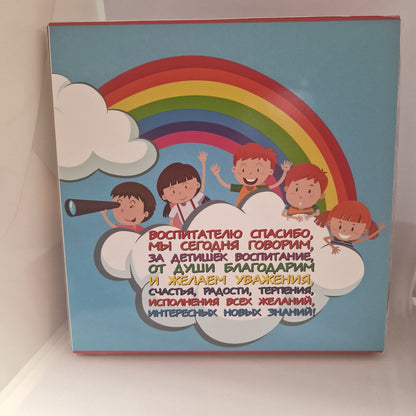 ВОСПИТАТЕЛЮ СПАСИБО,
МЫ СЕГОДНЯ ГОВОРИМ,
ЗА ДЕТИШЕК ВОСПИТАНИЕ,
ОТ ДУШИ БЛАГОДАРИМ
И ЖЕЛАЕМ УВАЖЕНИЯ,
СЧАСТЬЯ, РАДОСТИ, ТЕРПЕНИЯ,
ИСПОЛНЕНИЯ ВСЕХ ЖЕЛАНИЙ,
ИНТЕРЕСНЫХ НОВЫХ ЗНАНИЙ!